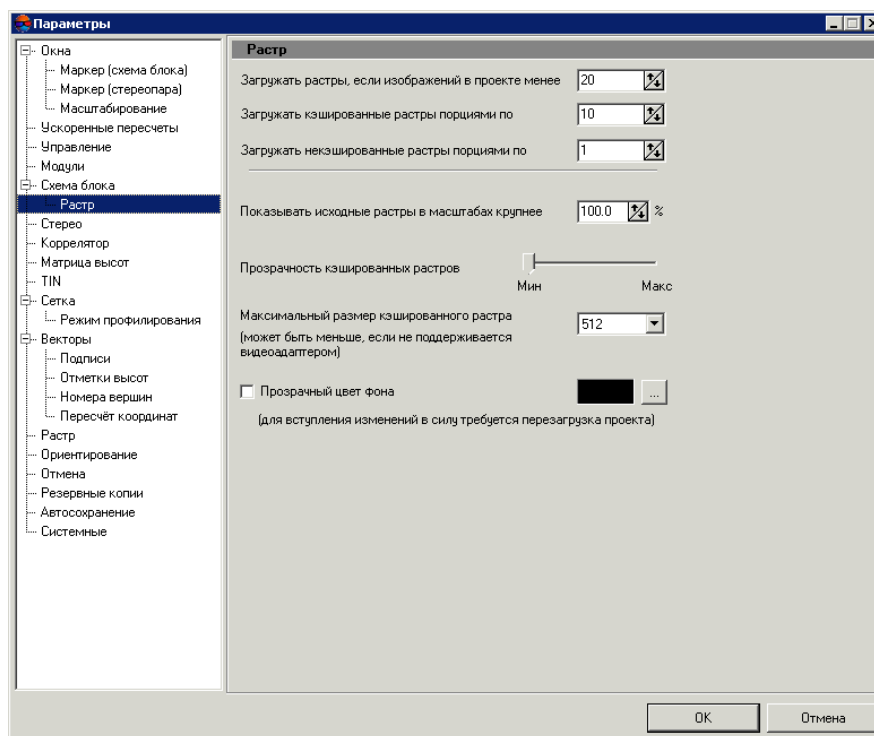 Параметры
Окна
Маркер (схема блока)
Маркер (стереопара)
Масштабирование
Ускоренные пересчеты
Управление
Модули
Схема блока
Растр
Стерео
Коррелятор
Матрица высот
TIN
Сетка
Режим профилирования
Векторы
Подписи
Отметки высот
Номера вершин
Пересчёт координат
Растр
Ориентирование
Отмена
Резервные копии
Автосохранение
Системные
Растр
Загружать растры, если изображений в проекте менее 20
Загружать кэшированные растры порциями по 10
Загружать некэшированные растры порциями по 1
Показывать исходные растры в масштабах крупнее 100.0 %
Прозрачность кэшированных растров
Мин Макс
Максимальный размер кэшированного растра 512
(может быть меньше, если не поддерживается
видеоадаптером)
Прозрачный цвет фона ...
(для вступления изменений в силу требуется перезагрузка проекта)
OK Отмена